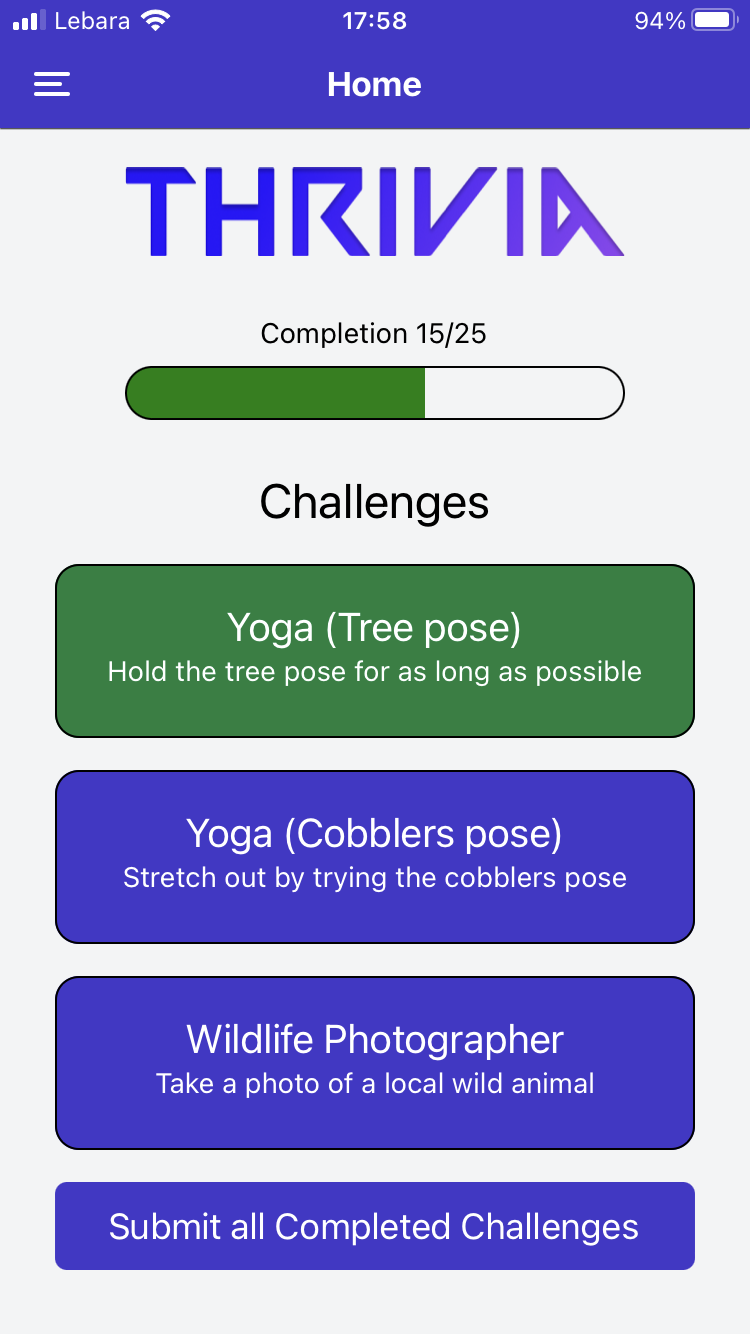 Lebara 17:58 94%
Home
THRIVIA
Completion 15/25
Challenges
Yoga (Tree pose)
Hold the tree pose for as long as possible
Yoga (Cobblers pose)
Stretch out by trying the cobblers pose
Wildlife Photographer
Take a photo of a local wild animal
Submit all Completed Challenges